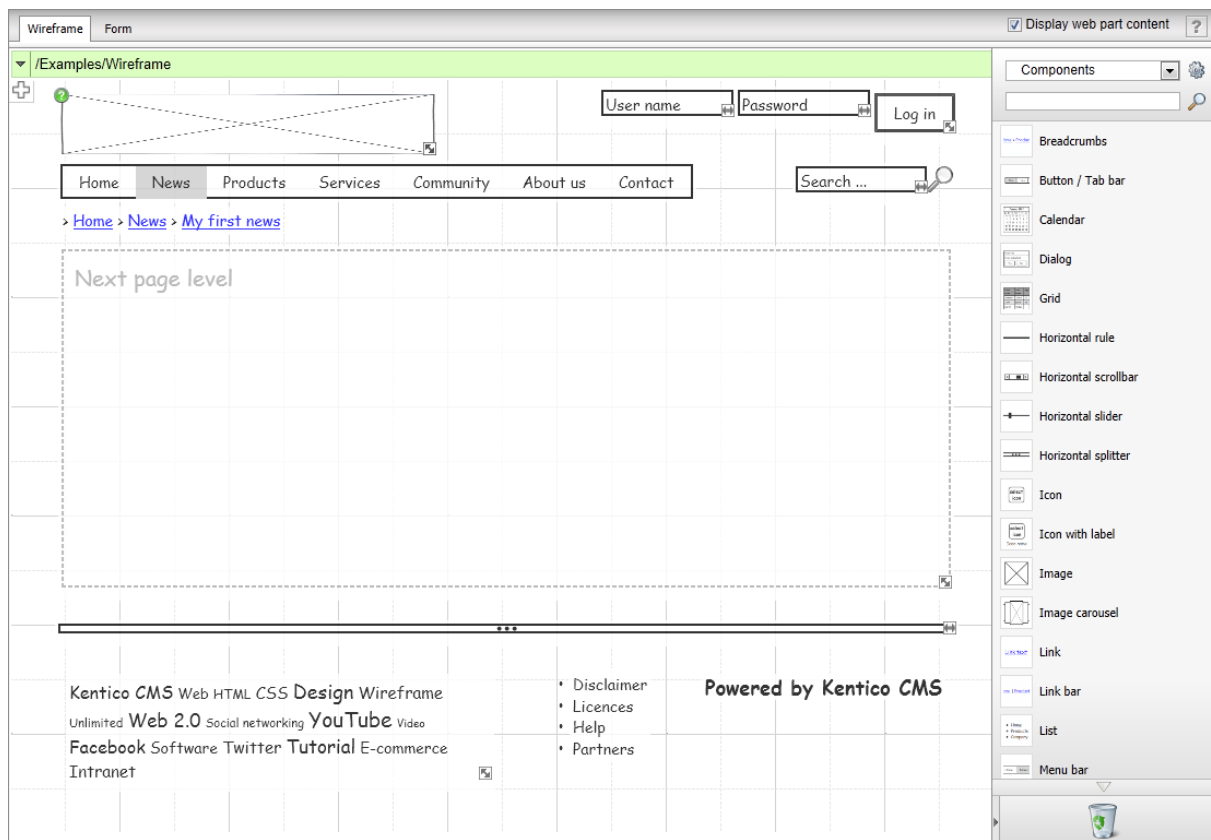 Wireframe Form Display web part content ?
/Examples/Wireframe
Components
?
User name Password Log in
Home News Products Services Community About us Contact
Search ...
> Home > News > My first news
Next page level
Kentico CMS Web HTML CSS Design Wireframe
Unlimited Web 2.0 Social networking YouTube Video
Facebook Software Twitter Tutorial E-commerce
Intranet
• Disclaimer
• Licences
• Help
• Partners
Powered by Kentico CMS
Breadcrumbs
Button / Tab bar
Calendar
Dialog
Grid
Horizontal rule
Horizontal scrollbar
Horizontal slider
Horizontal splitter
Icon
Icon with label
Image
Image carousel
Link
Link bar
List
Menu bar